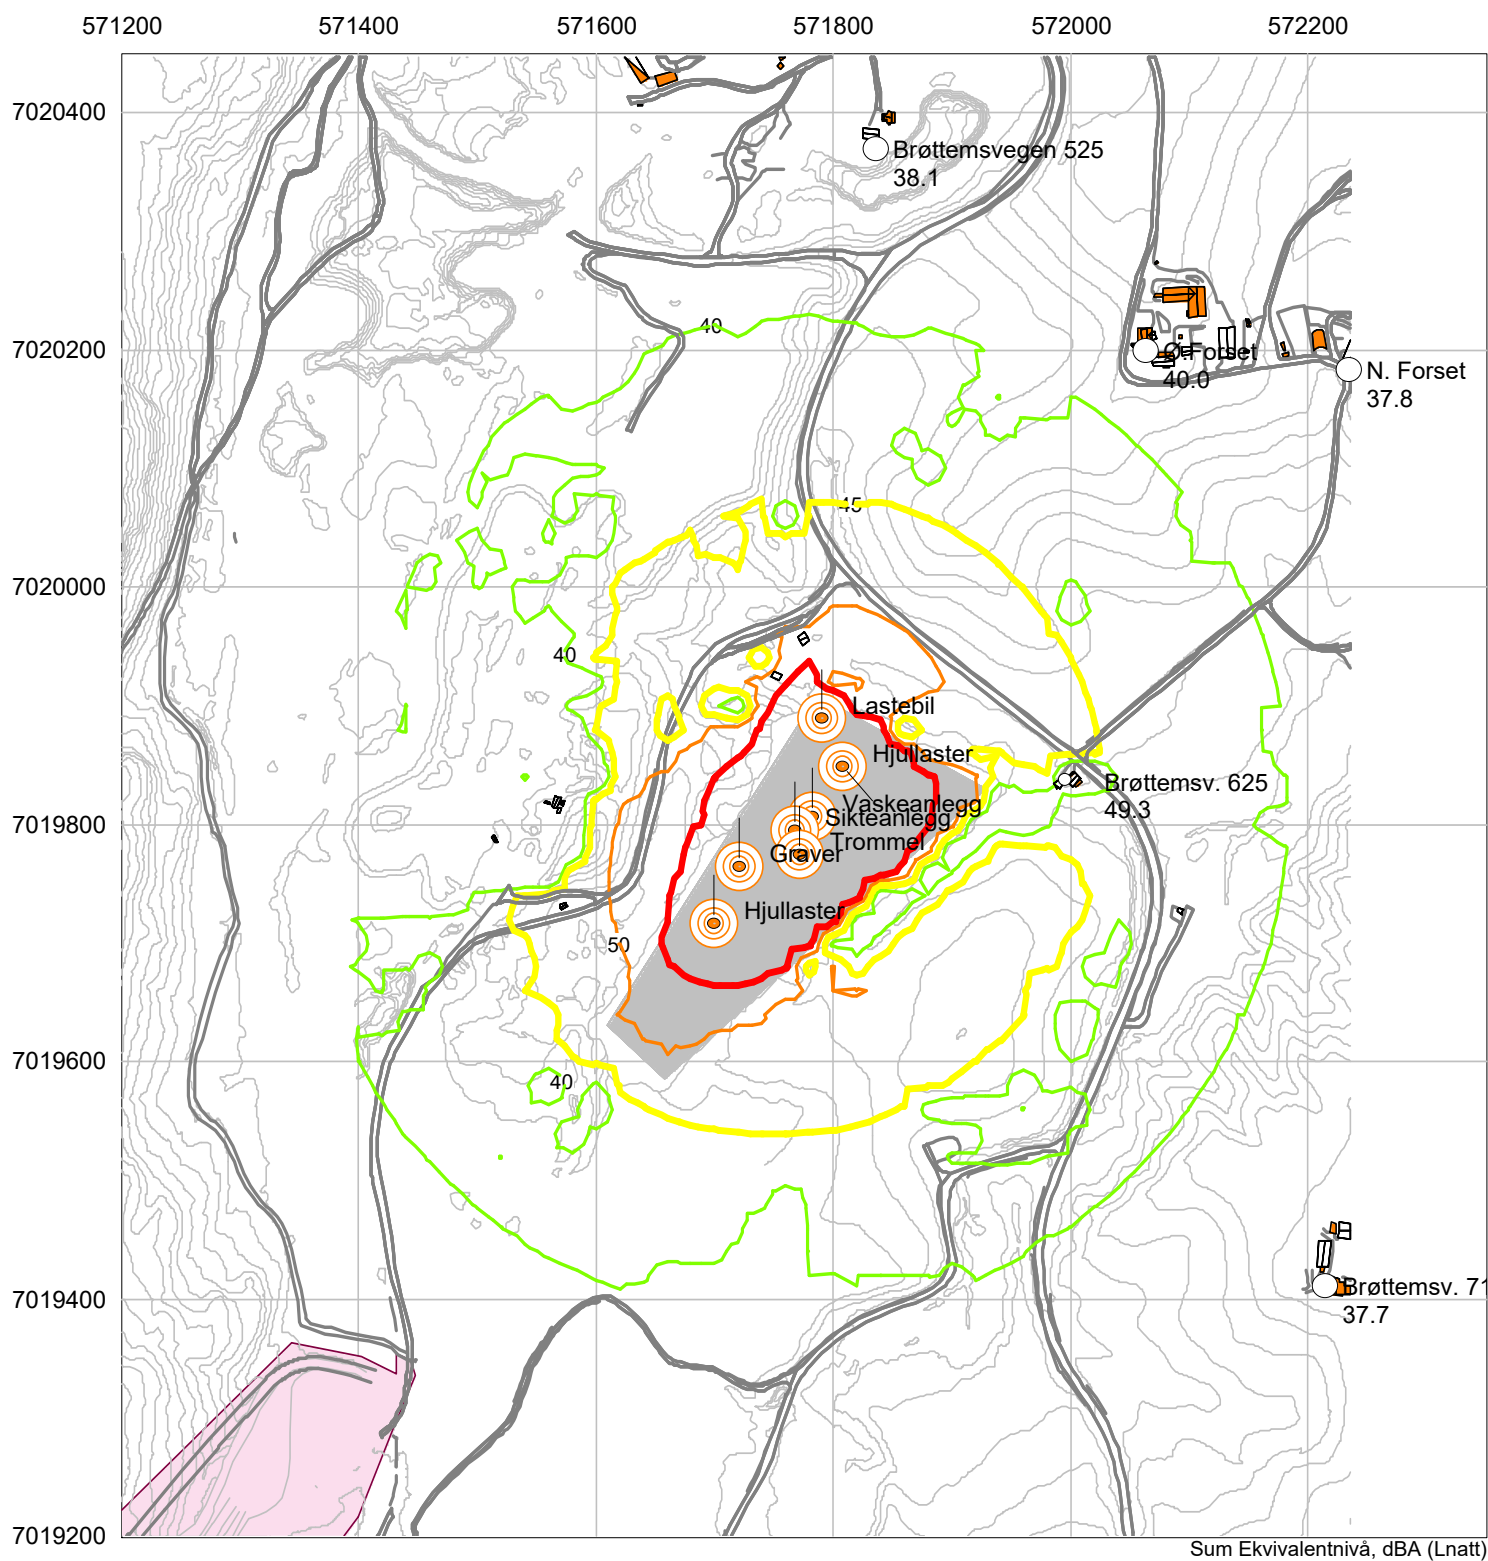 571200 571400 571600 571800 572000 572200
7020400
Brøttemsvegen 525
38.1
40
7020200
Ø.Forset
40.0
N. Forset
37.8
45
7020000
40
Lastebil
Hjullaster
Brøttemsv. 625
49.3
Vaskeanlegg
7019800
Sikteanlegg
Trommel
Graver
Hjullaster
50
7019600
40
7019400
Brøttemsv. 71
37.7
7019200
Sum Ekvivalentnivå, dBA (Lnatt)